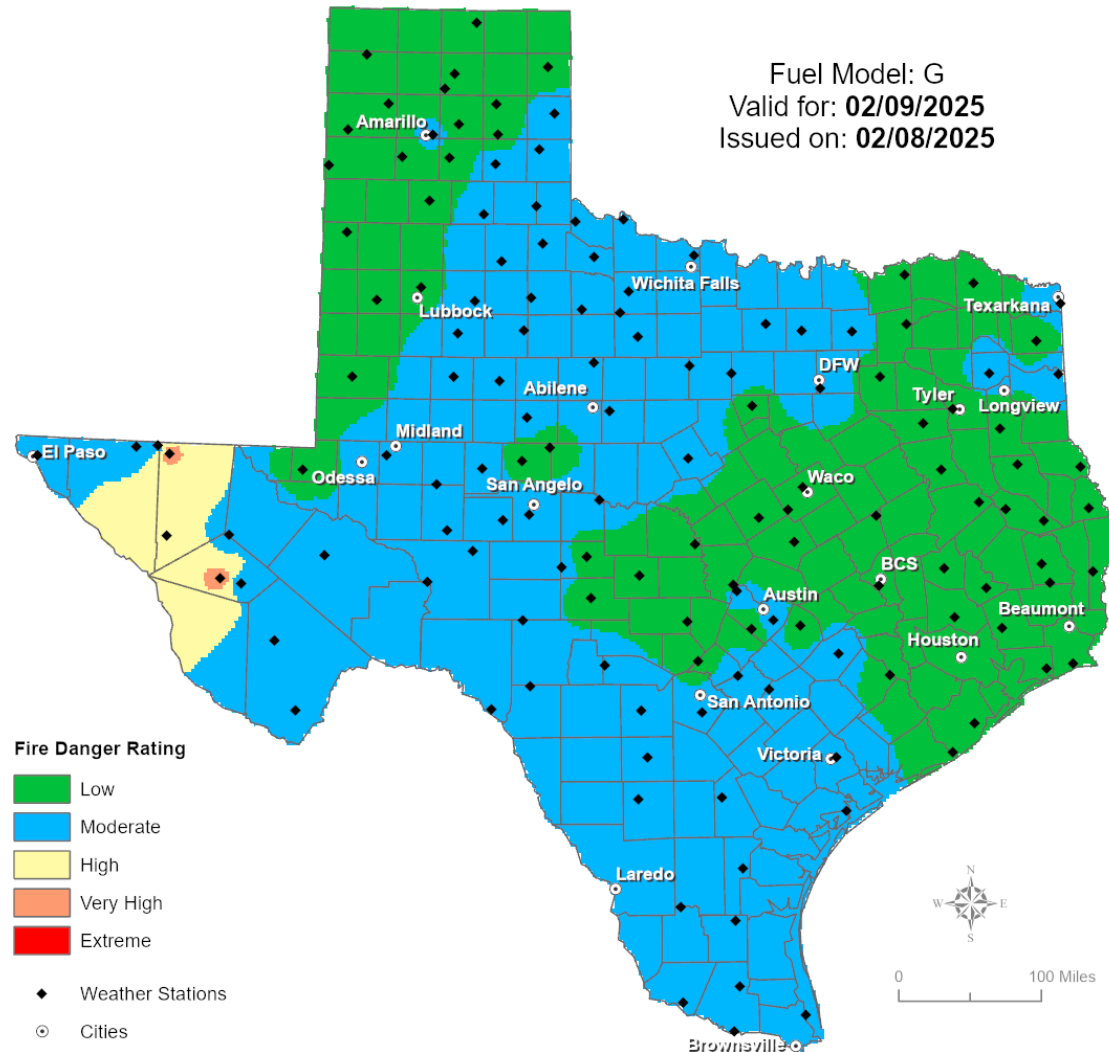 Fuel Model: G
Valid for: 02/09/2025
Issued on: 02/08/2025
Amarillo
Wichita Falls
Lubbock
Texarkana
DFW
Abilene
Tyler
Longview
Midland
El Paso
Odessa
San Angelo
Waco
BCS
Austin
Beaumont
Houston
San Antonio
Victoria
Laredo
Brownsville
Fire Danger Rating
Low
Moderate
High
Very High
Extreme
Weather Stations
Cities
N
W E
S
0 100 Miles